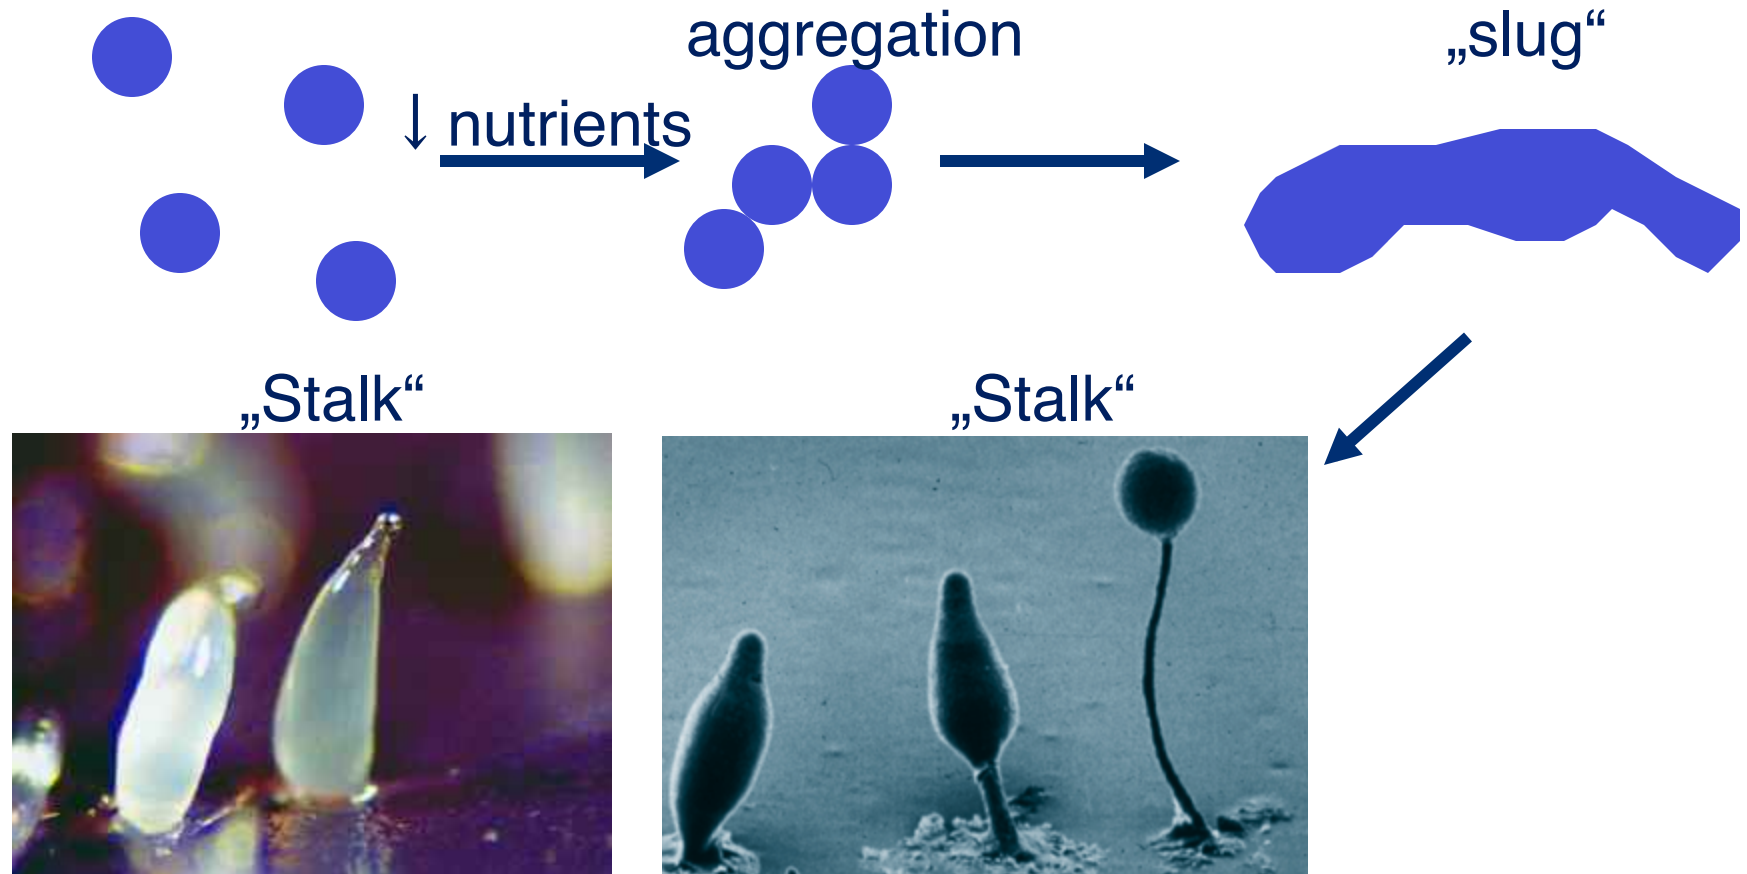 aggregation
„slug“
↓ nutrients
„Stalk“
„Stalk“